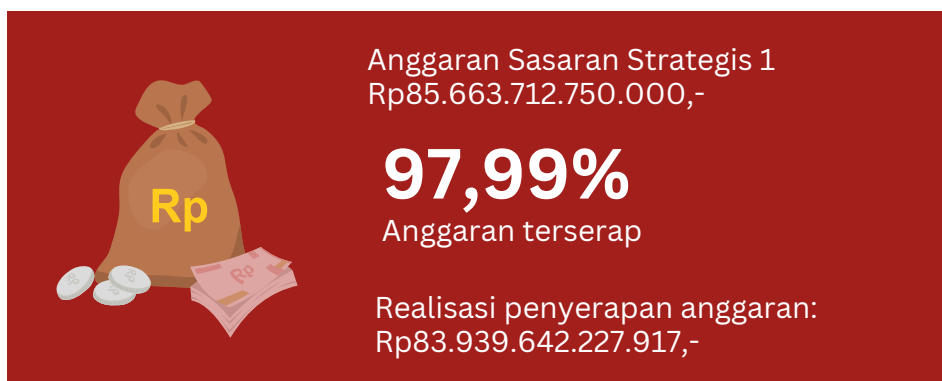 Anggaran Sasaran Strategis 1
Rp85.663.712.750.000,-
97,99%
Anggaran terserap
Rp
Rp
Realisasi penyerapan anggaran:
Rp83.939.642.227.917,-